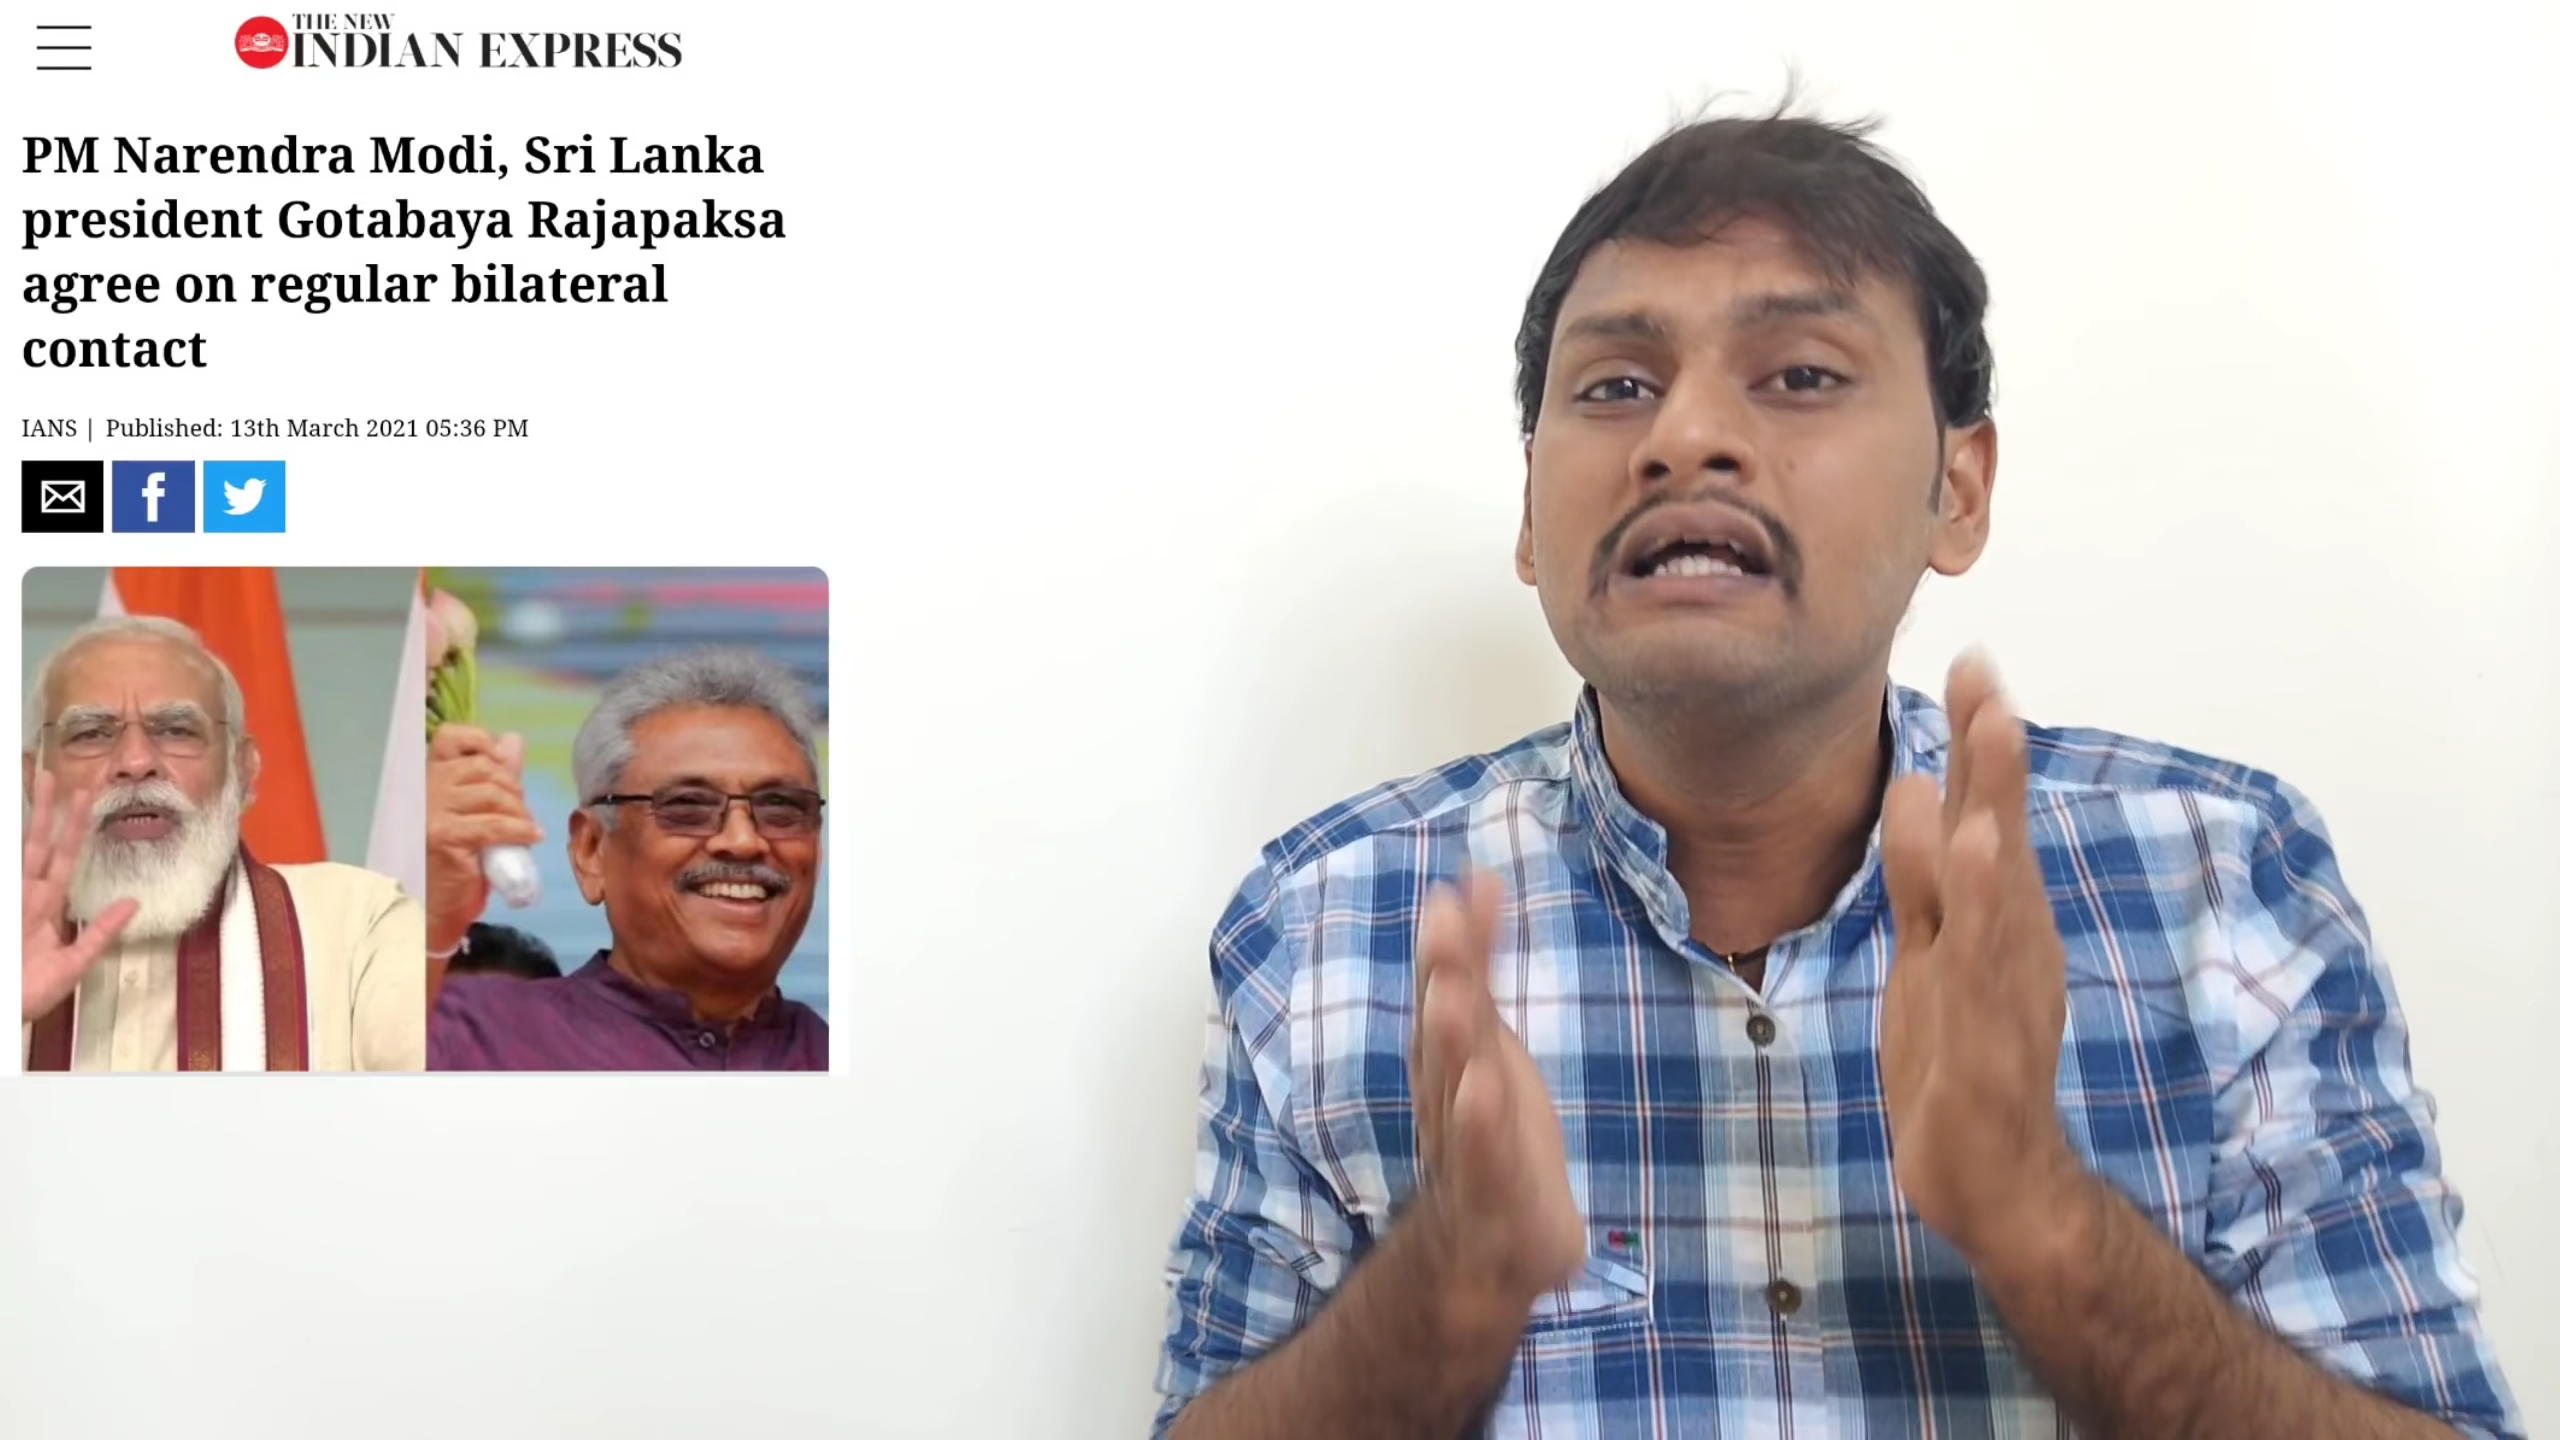 THE NEW
INDIAN EXPRESS
PM Narendra Modi, Sri Lanka
president Gotabaya Rajapaksa
agree on regular bilateral
contact
IANS | Published: 13th March 2021 05:36 PM